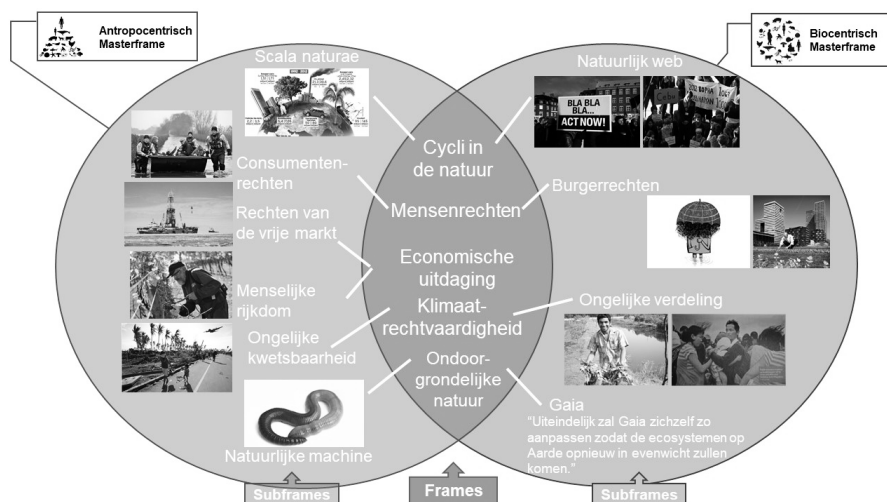 Antropocentrisch
Masterframe
Biocentrisch
Masterframe
Scala naturae
Natuurlijk web
BLA BLA
BLA...
ACT NOW!
Cycli in
de natuur
Consumenten-
rechten
Burgerrechten
Mensenrechten
Rechten van
de vrije markt
Economische
uitdaging
Menselijke
rijkdom
Klimaat-
rechtvaardigheid
Ongelijke verdeling
Ongelijke
kwetsbaarheid
Ondoor-
grondelijke
natuur
Gaia
“Uiteindelijk zal Gaia zichzelf zo
aanpassen zodat de ecosystemen op
Aarde opnieuw in evenwicht zullen
komen.”
Natuurlijke machine
Subframes
Frames
Subframes